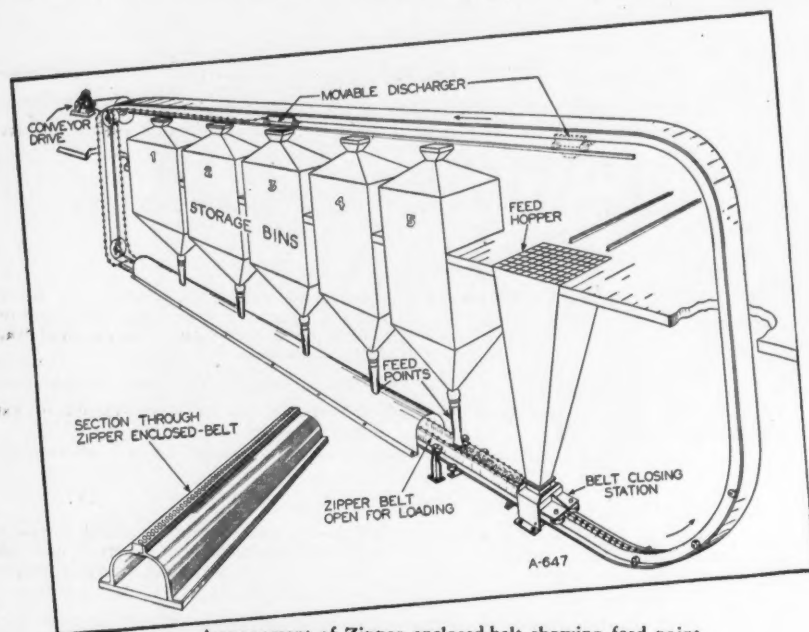 MOVABLE DISCHARGER
CONVEYOR
DRIVE
1
2
3
4
5
STORAGE BINS
FEED
HOPPER
FEED
POINTS
SECTION THROUGH
ZIPPER ENCLOSED-BELT
ZIPPER BELT
OPEN FOR LOADING
BELT CLOSING
STATION
A-647
Arrangement of Zipper enclosed-belt showing feed point